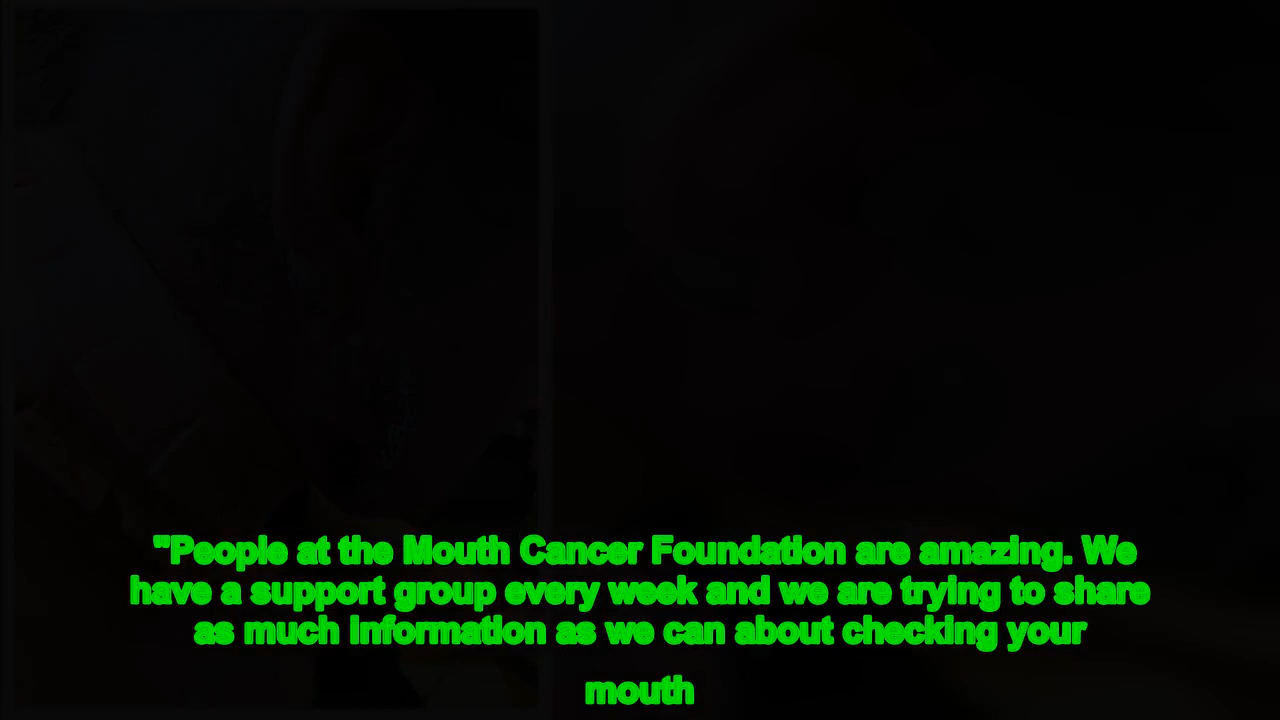 "People at the Mouth Cancer Foundation are amazing. We
have a support group every week and we are trying to share
as much information as we can about checking your
mouth